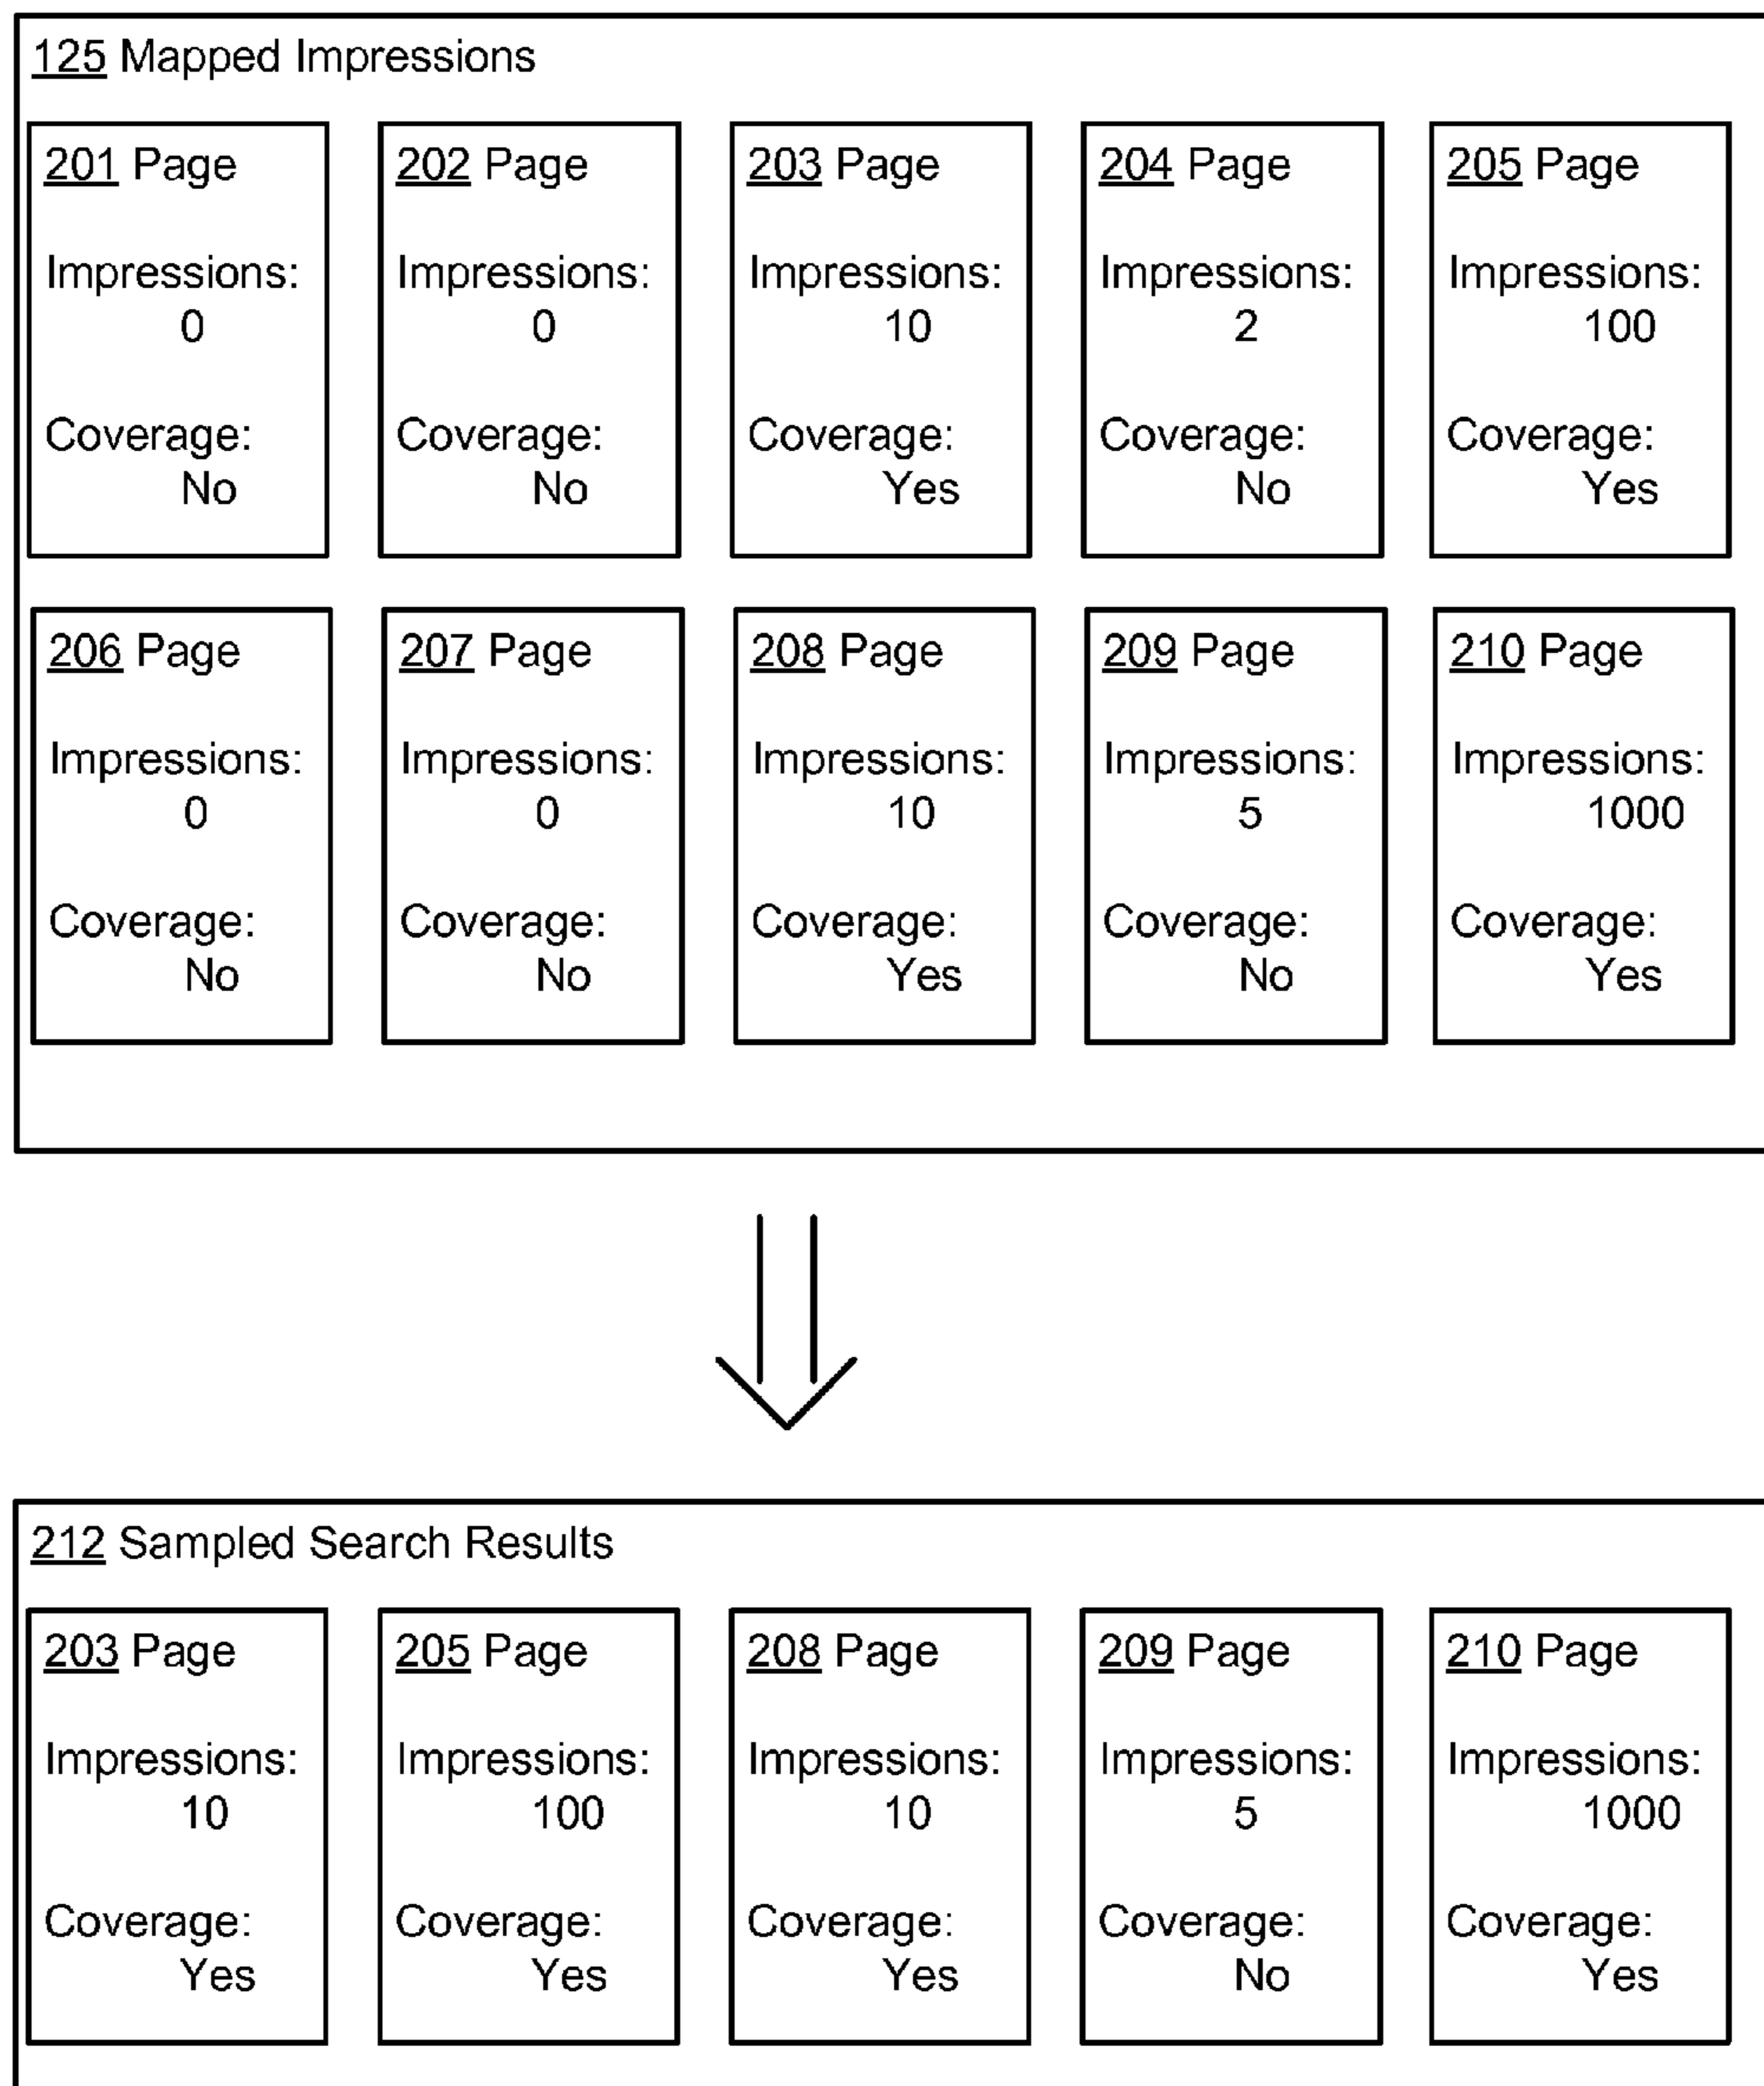 125 Mapped Impressions
201 Page
Impressions:
0
Coverage:
No
202 Page
Impressions:
0
Coverage:
No
203 Page
Impressions:
10
Coverage:
Yes
204 Page
Impressions:
2
Coverage:
No
205 Page
Impressions:
100
Coverage:
Yes
206 Page
Impressions:
0
Coverage:
No
207 Page
Impressions:
0
Coverage:
No
208 Page
Impressions:
10
Coverage:
Yes
209 Page
Impressions:
5
Coverage:
No
210 Page
Impressions:
1000
Coverage:
Yes
212 Sampled Search Results
203 Page
Impressions:
10
Coverage:
Yes
205 Page
Impressions:
100
Coverage:
Yes
208 Page
Impressions:
10
Coverage:
Yes
209 Page
Impressions:
5
Coverage:
No
210 Page
Impressions:
1000
Coverage:
Yes